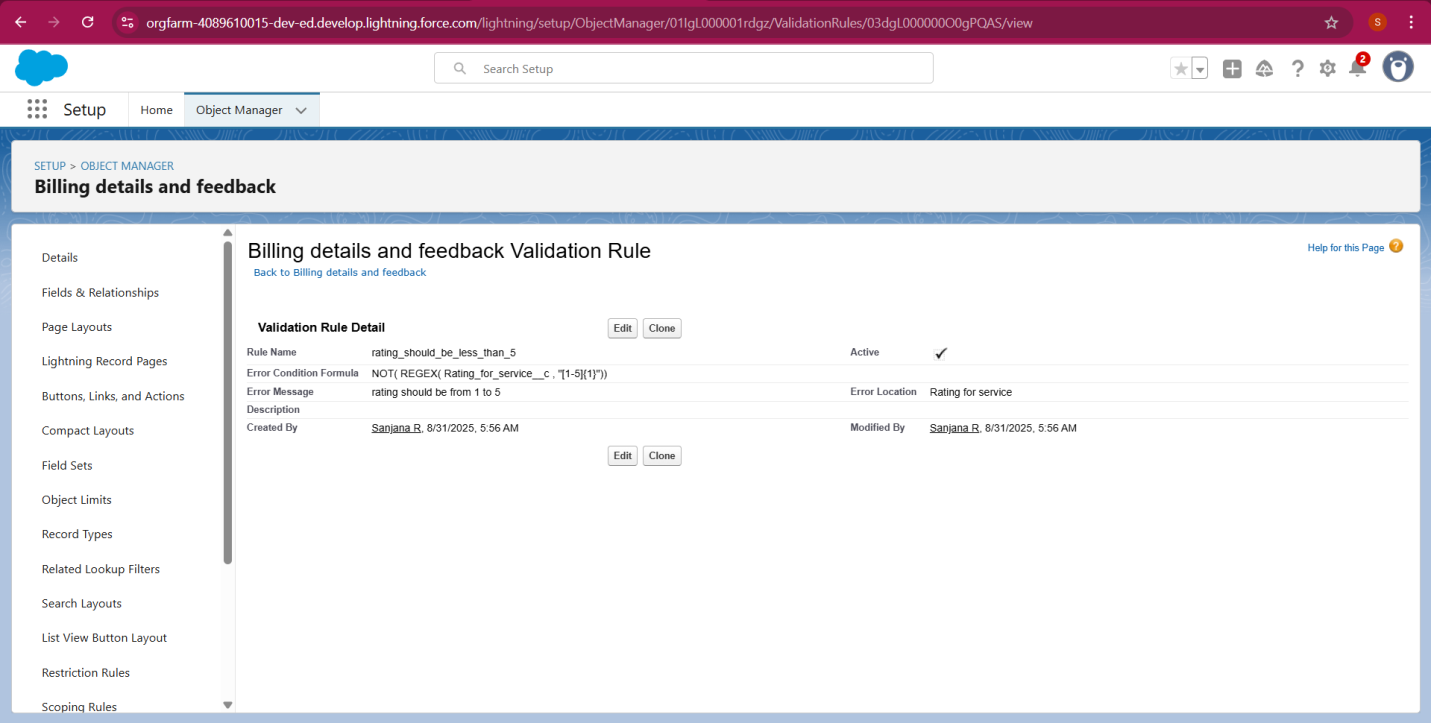 orgfarm-4089610015-dev-ed.develop.lightning.force.com/lightning/setup/ObjectManager/01IgL000001rdgz/ValidationRules/03dgL000000O0gPQAS/view
S
Search Setup
2
Setup Home Object Manager
SETUP > OBJECT MANAGER
Billing details and feedback
Details
Fields & Relationships
Page Layouts
Lightning Record Pages
Buttons, Links, and Actions
Compact Layouts
Field Sets
Object Limits
Record Types
Related Lookup Filters
Search Layouts
List View Button Layout
Restriction Rules
Scoping Rules
Billing details and feedback Validation Rule
Help for this Page ?
Back to Billing details and feedback
Validation Rule Detail Edit Clone
Rule Name rating_should_be_less_than_5 Active ✓
Error Condition Formula NOT( REGEX( Rating_for_service__c , "[1-5]{1}"))
Error Message rating should be from 1 to 5 Error Location Rating for service
Description
Created By Sanjana R, 8/31/2025, 5:56 AM Modified By Sanjana R, 8/31/2025, 5:56 AM
Edit Clone